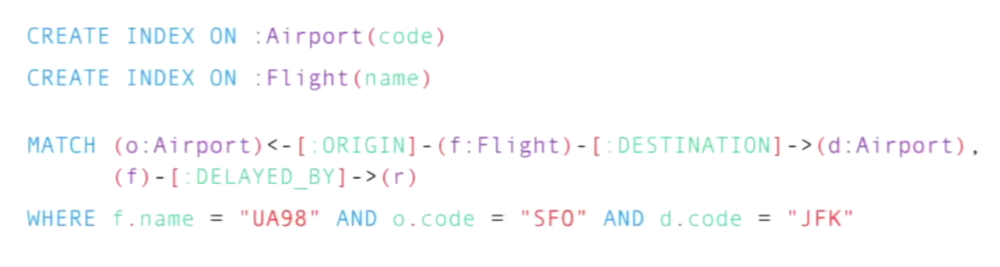 CREATE INDEX ON :Airport(code)
CREATE INDEX ON :Flight(name)
MATCH (o:Airport)<-[:ORIGIN]-(f:Flight)-[:DESTINATION]->(d:Airport),
(f)-[:DELAYED_BY]->(r)
WHERE f.name = "UA98" AND o.code = "SFO" AND d.code = "JFK"